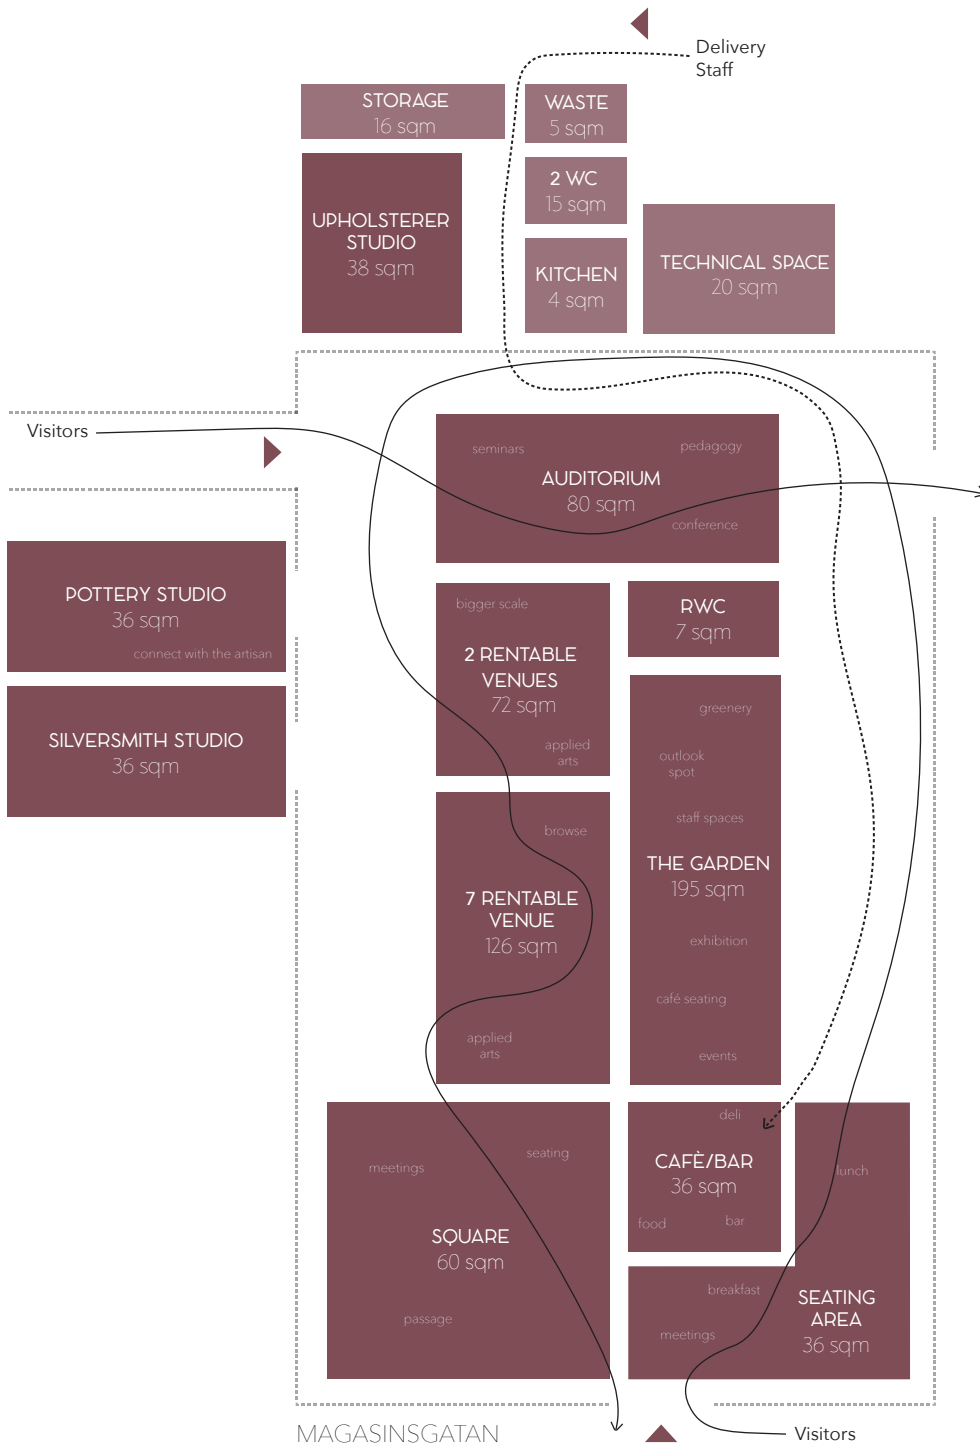 Delivery
Staff
STORAGE
16 sqm
WASTE
5 sqm
2 WC
15 sqm
UPHOLSTERER
STUDIO
38 sqm
KITCHEN
4 sqm
TECHNICAL SPACE
20 sqm
Visitors
seminars
pedagogy
AUDITORIUM
80 sqm
conference
POTTERY STUDIO
36 sqm
connect with the artisan
SILVERSMITH STUDIO
36 sqm
bigger scale
2 RENTABLE
VENUES
72 sqm
applied
arts
RWC
7 sqm
greenery
outlook
spot
staff spaces
THE GARDEN
195 sqm
exhibition
café seating
events
browse
7 RENTABLE
VENUE
126 sqm
applied
arts
meetings
seating
SQUARE
60 sqm
passage
deli
CAFÈ/BAR
36 sqm
food
bar
lunch
breakfast
meetings
SEATING
AREA
36 sqm
MAGASINSGATAN
Visitors